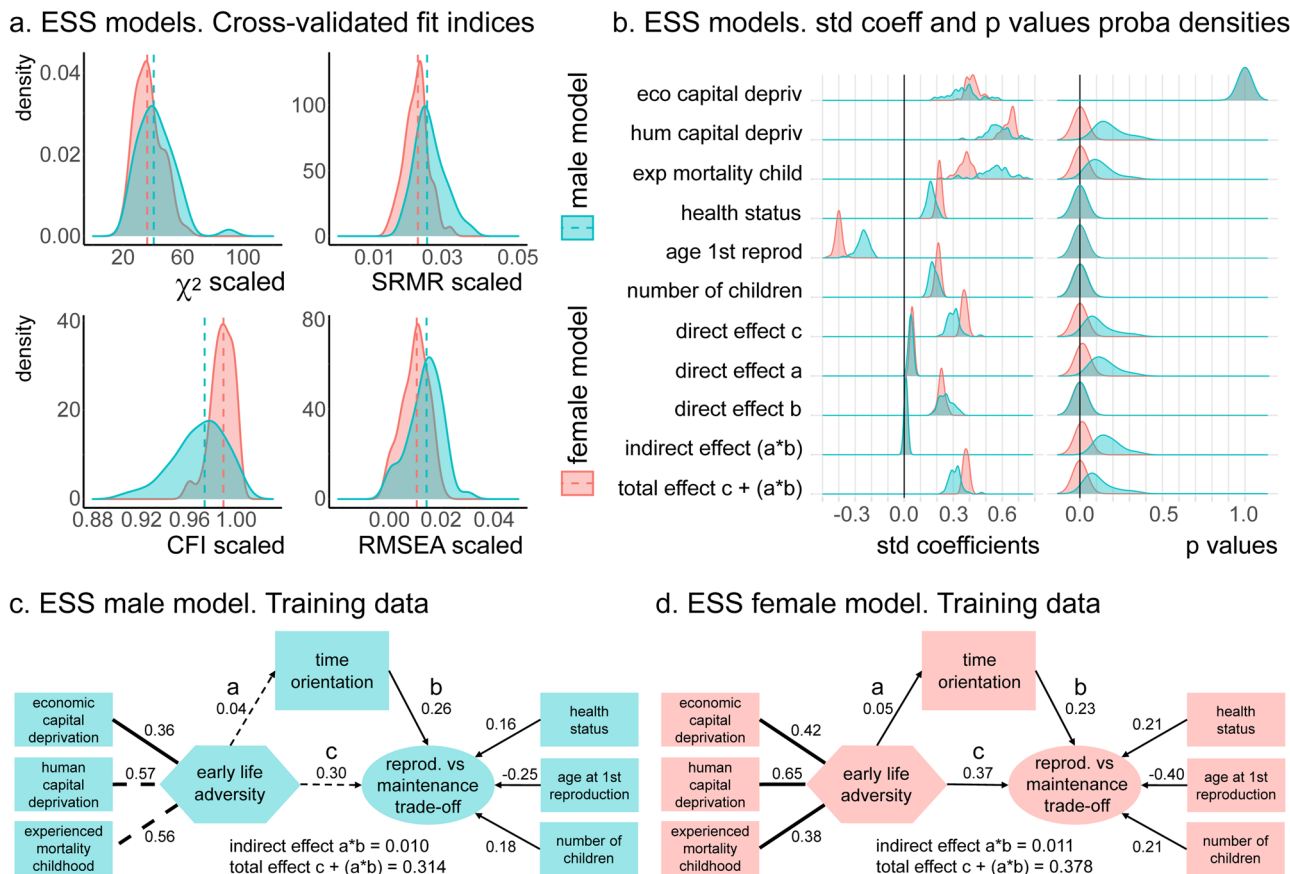 a. ESS models. Cross-validated fit indices
density
0.04
0.02
0.00
20
60
100
χ2 scaled
100
50
0
0.01
0.03
0.05
SRMR scaled
density
40
20
0
0.88
0.92
0.96
1.00
CFI scaled
80
40
0
0.00
0.02
0.04
RMSEA scaled
male model
female model
b. ESS models. std coeff and p values proba densities
eco capital depriv
hum capital depriv
exp mortality child
health status
age 1st reprod
number of children
direct effect c
direct effect a
direct effect b
indirect effect (a*b)
total effect c + (a*b)
-0.3
0.0
0.3
0.6
std coefficients
0.0
0.5
1.0
p values
c. ESS male model. Training data
time
orientation
a
0.04
b
0.26
economic
capital
deprivation
0.36
human
capital
deprivation
0.57
experienced
mortality
childhood
0.56
early life
adversity
c
0.30
reprod. vs
maintenance
trade-off
0.16
health
status
-0.25
age at 1st
reproduction
0.18
number of
children
indirect effect a*b = 0.010
total effect c + (a*b) = 0.314
d. ESS female model. Training data
time
orientation
a
0.05
b
0.23
economic
capital
deprivation
0.42
human
capital
deprivation
0.65
experienced
mortality
childhood
0.38
early life
adversity
c
0.37
reprod. vs
maintenance
trade-off
0.21
health
status
-0.40
age at 1st
reproduction
0.21
number of
children
indirect effect a*b = 0.011
total effect c + (a*b) = 0.378